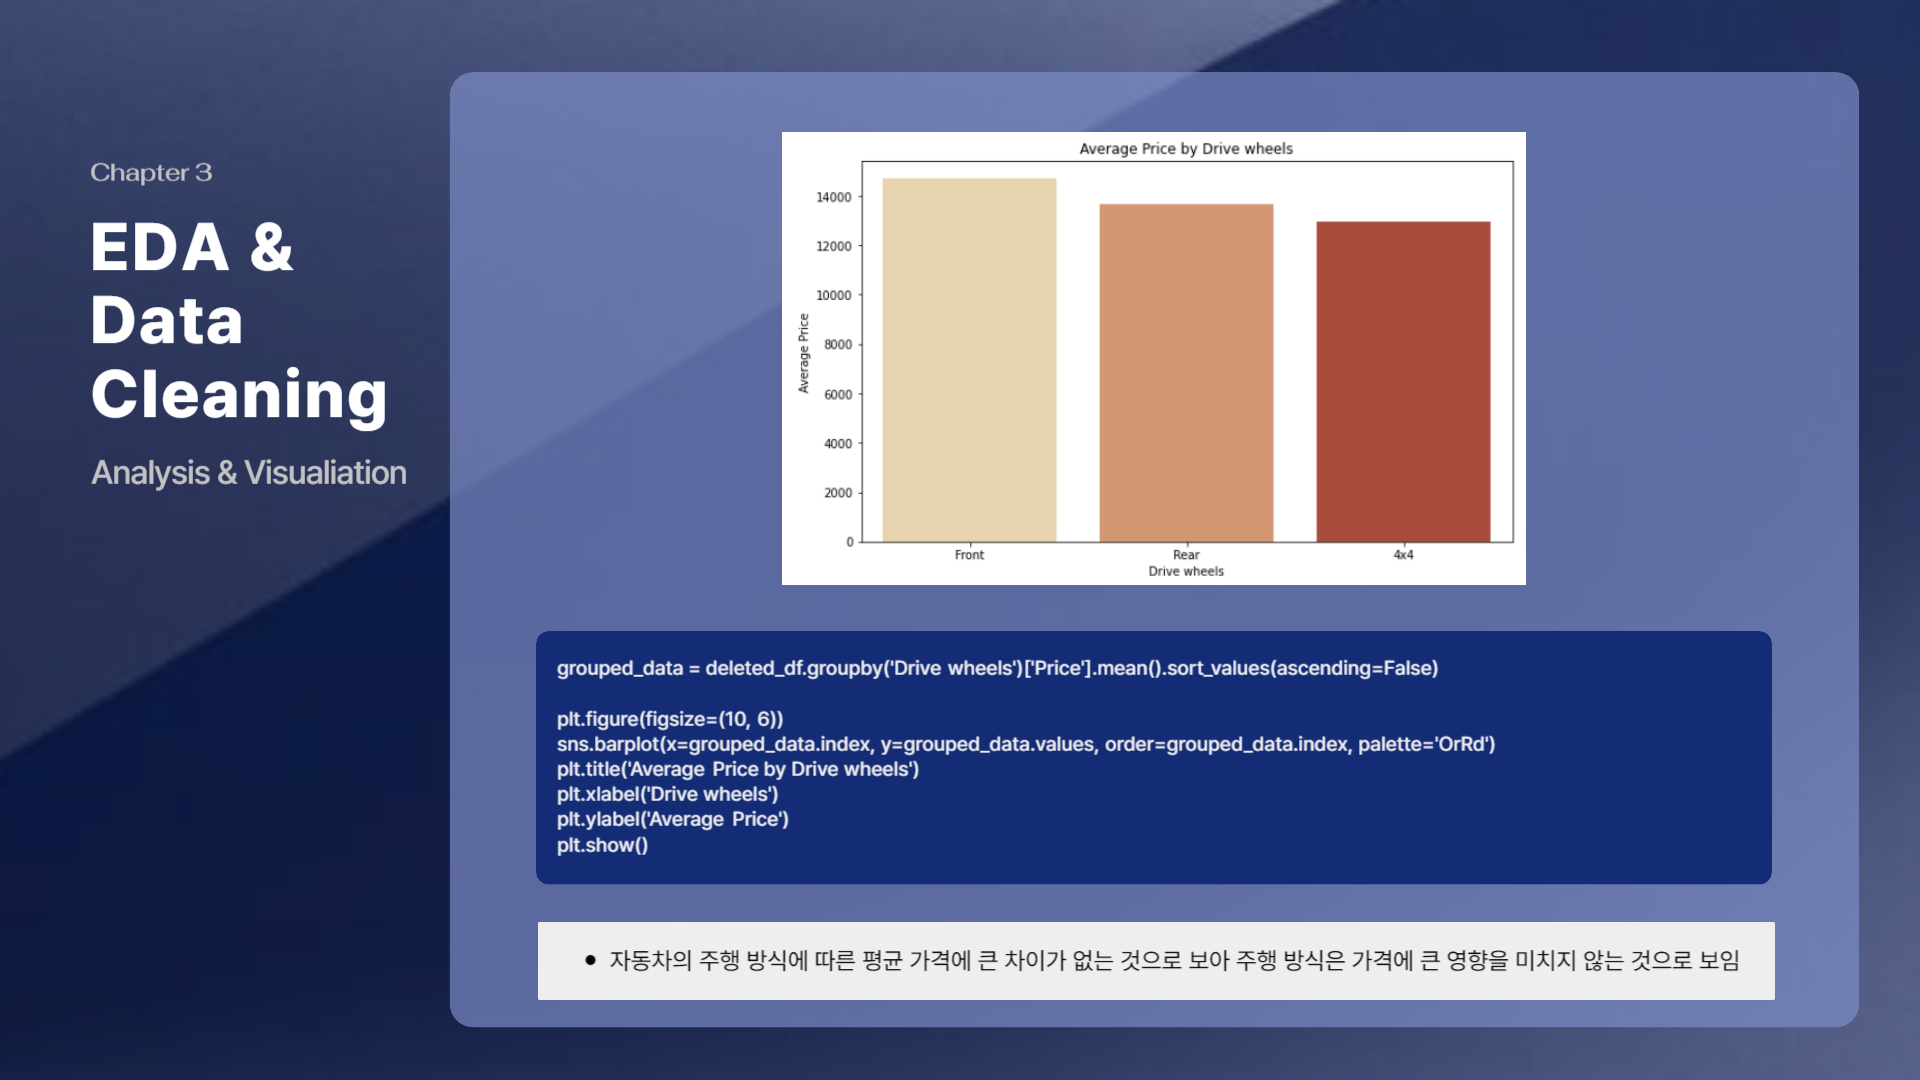 Chapter 3
EDA &
Data
Cleaning
Analysis & Visualiation
Average Price by Drive wheels
14000
12000
10000
8000
6000
4000
2000
0
Average Price
Front
Rear
4x4
Drive wheels
grouped_data = deleted_df.groupby('Drive wheels')['Price'].mean().sort_values(ascending=False)
plt.figure(figsize=(10, 6))
sns.barplot(x=grouped_data.index, y=grouped_data.values, order=grouped_data.index, palette='OrRd')
plt.title('Average Price by Drive wheels')
plt.xlabel('Drive wheels')
plt.ylabel('Average Price')
plt.show()
● 자동차의 주행 방식에 따른 평균 가격에 큰 차이가 없는 것으로 보아 주행 방식은 가격에 큰 영향을 미치지 않는 것으로 보임